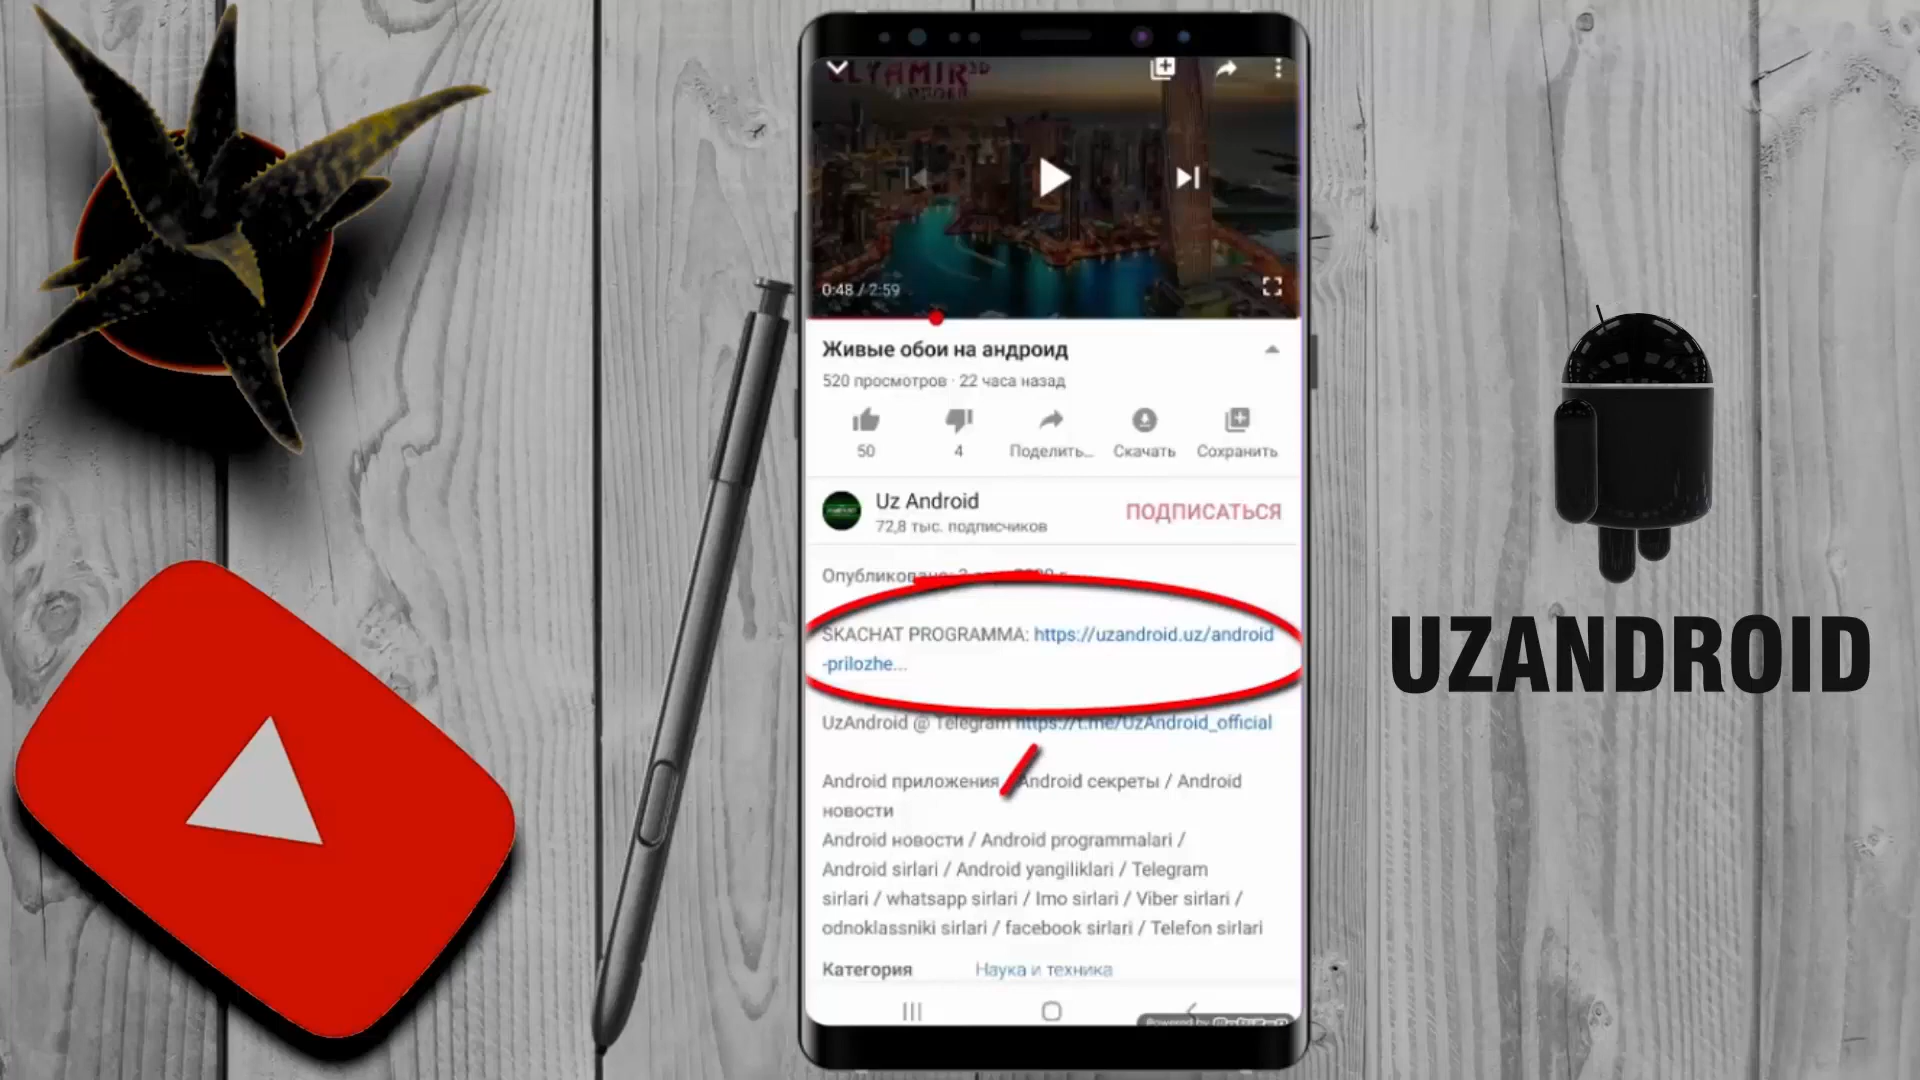 0:48 / 2:59
Живые обои на андроид
520 просмотров · 22 часа назад
50
4
Поделить...
Скачать
Сохранить
Uz Android
72,8 тыс. подписчиков
ПОДПИСАТЬСЯ
SKACHAT PROGRAMMA: https://uzandroid.uz/android
-prilozhe...
UzAndroid @ Telegram https://t.me/UzAndroid_official
Android приложения / Android секреты / Android
новости
Android новости / Android programmalari /
Android sirlari / Android yangiliklari / Telegram
sirlari / whatsapp sirlari / Imo sirlari / Viber sirlari /
odnoklassniki sirlari / facebook sirlari / Telefon sirlari
Категория Наука и техника
Powered by
UZANDROID